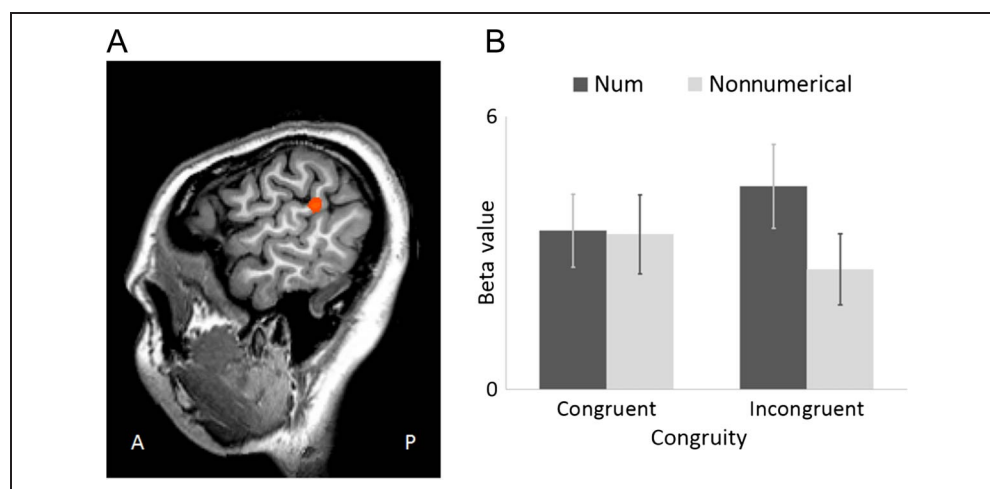 A
B
Num Nonnumerical
6
Beta value
0
Congruent Incongruent
Congruity
A P